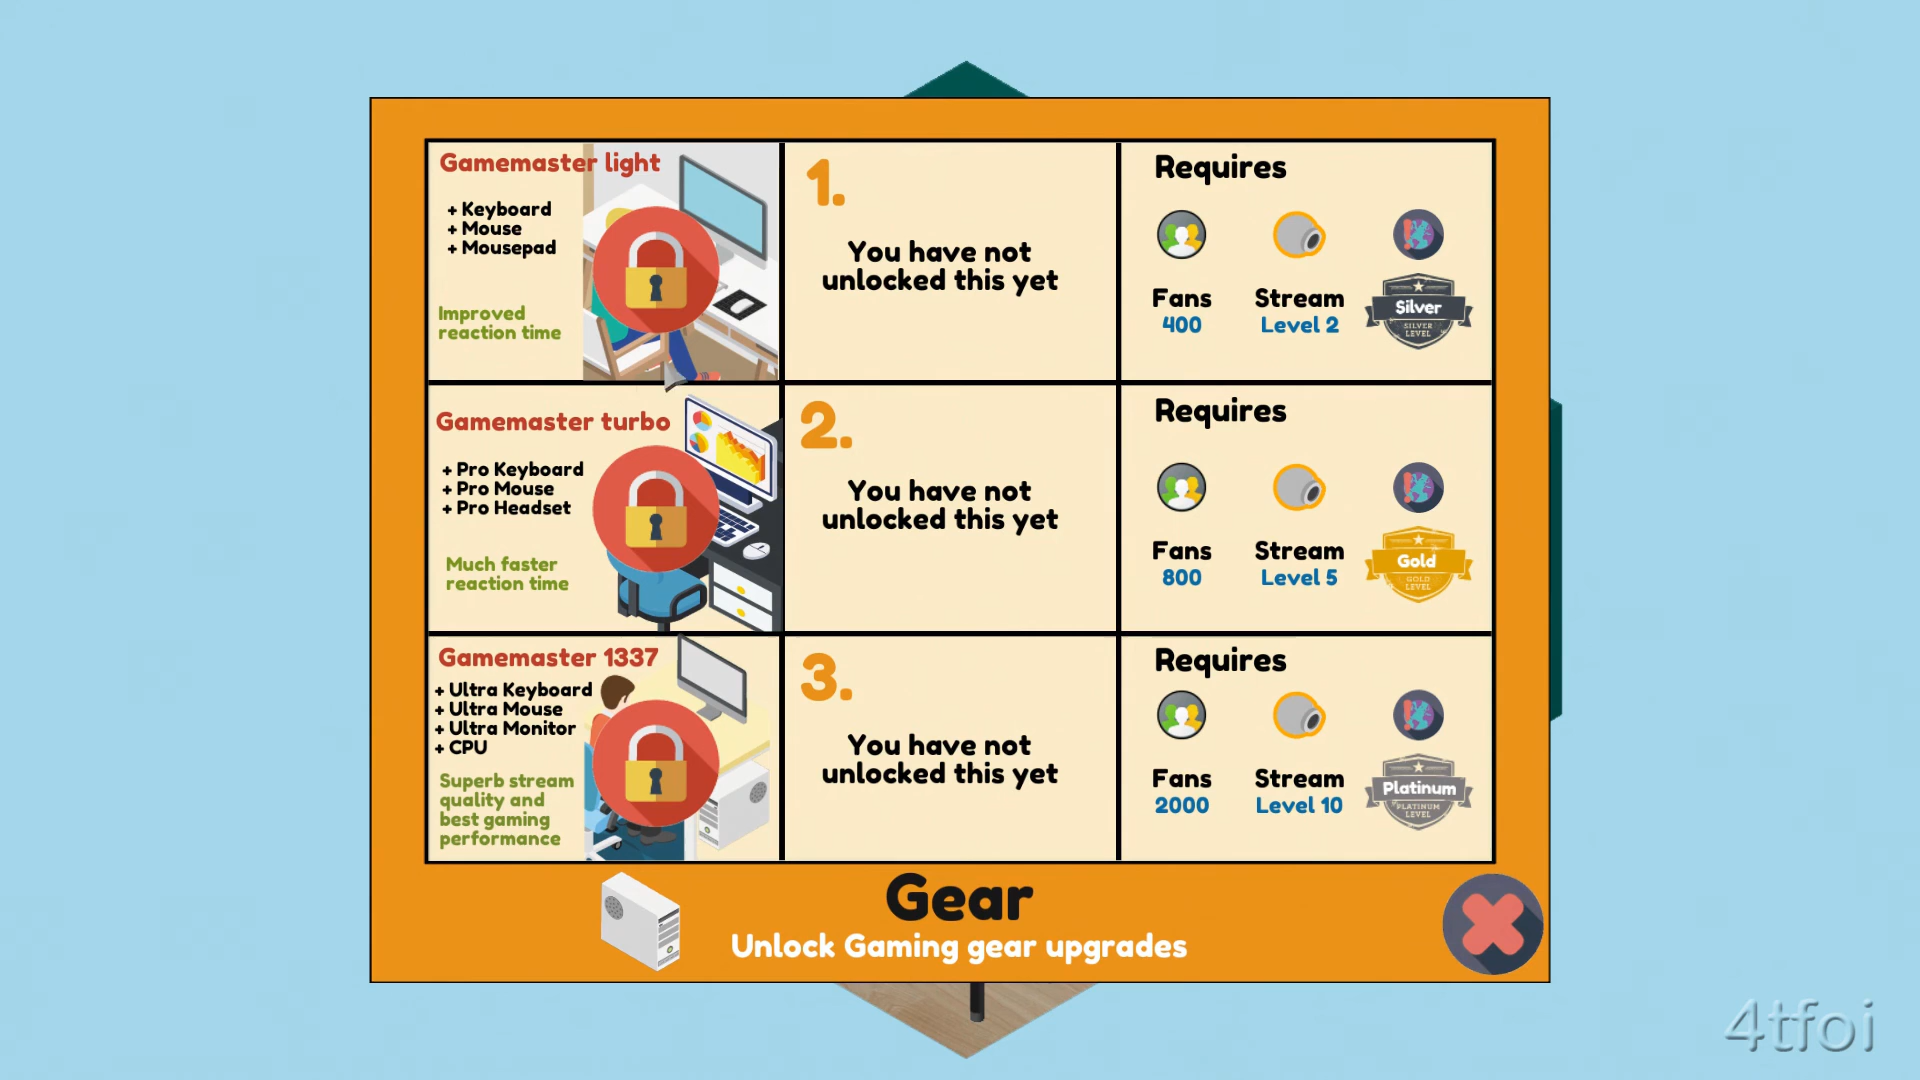 Gamemaster light
+ Keyboard
+ Mouse
+ Mousepad
Improved
reaction time
1.
You have not
unlocked this yet
Requires
Fans
400
Stream
Level 2
Silver
SILVER
LEVEL
Gamemaster turbo
+ Pro Keyboard
+ Pro Mouse
+ Pro Headset
Much faster
reaction time
2.
You have not
unlocked this yet
Requires
Fans
800
Stream
Level 5
Gold
GOLD
LEVEL
Gamemaster 1337
+ Ultra Keyboard
+ Ultra Mouse
+ Ultra Monitor
+ CPU
Superb stream
quality and
best gaming
performance
3.
You have not
unlocked this yet
Requires
Fans
2000
Stream
Level 10
Platinum
PLATINUM
LEVEL
Gear
Unlock Gaming gear upgrades
4tfoi